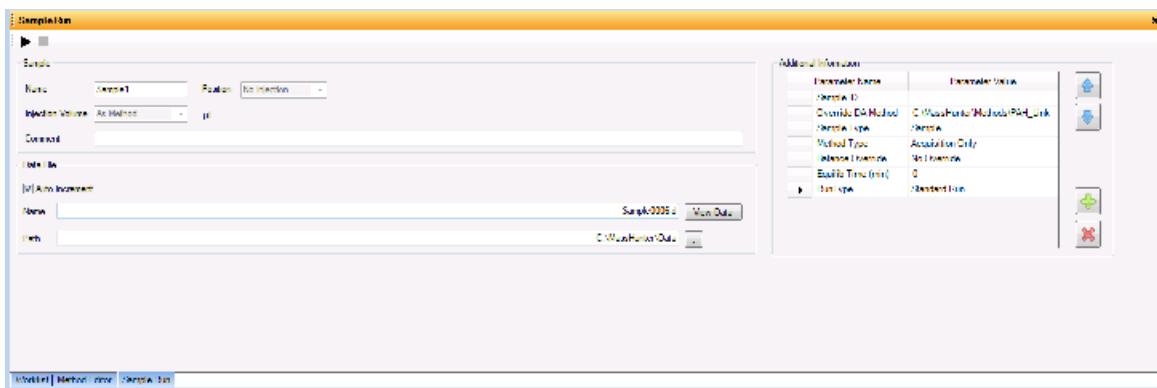 Sample Run
Sample
Name Sample1 Position No Injection
Injection Volume As Method µl
Comment
Data File
Auto Increment
Name Sample0006.d View Data
Path C:\MassHunter\Data ...
Additional Information
Parameter Name Parameter Value
Sample ID
Override DA Method C:\MassHunter\Methods\PAH_Link
Sample Type Sample
Method Type Acquisition Only
Balance Override No Override
Equilib Time (min) 0
Run Type Standard Run
Worklist Method Editor Sample Run